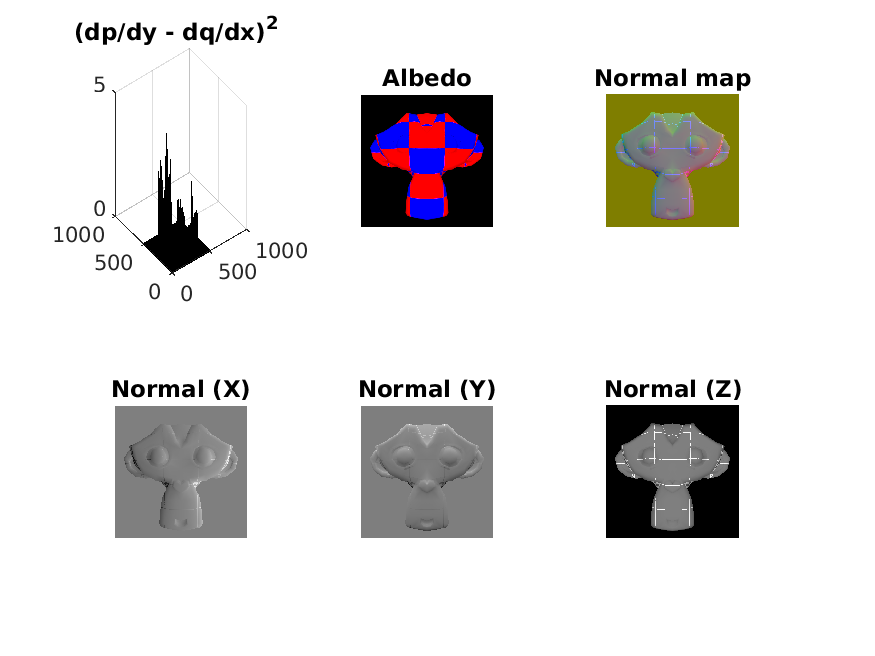 (dp/dy - dq/dx)²
5
0
1000
500
0
0
500
1000
Albedo
Normal map
Normal (X)
Normal (Y)
Normal (Z)